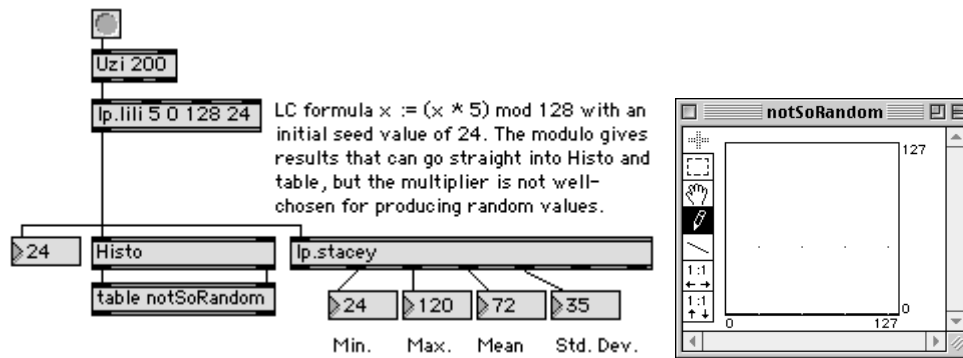 Uzi 200
lp.lili 5 0 128 24
LC formula x := (x * 5) mod 128 with an
initial seed value of 24. The modulo gives
results that can go straight into Histo and
table, but the multiplier is not well-
chosen for producing random values.
24
Histo
lp.stacey
table notSoRandom
24
120
72
35
Min.
Max.
Mean
Std. Dev.
notSoRandom
127
1:1
1:1
0
0
127